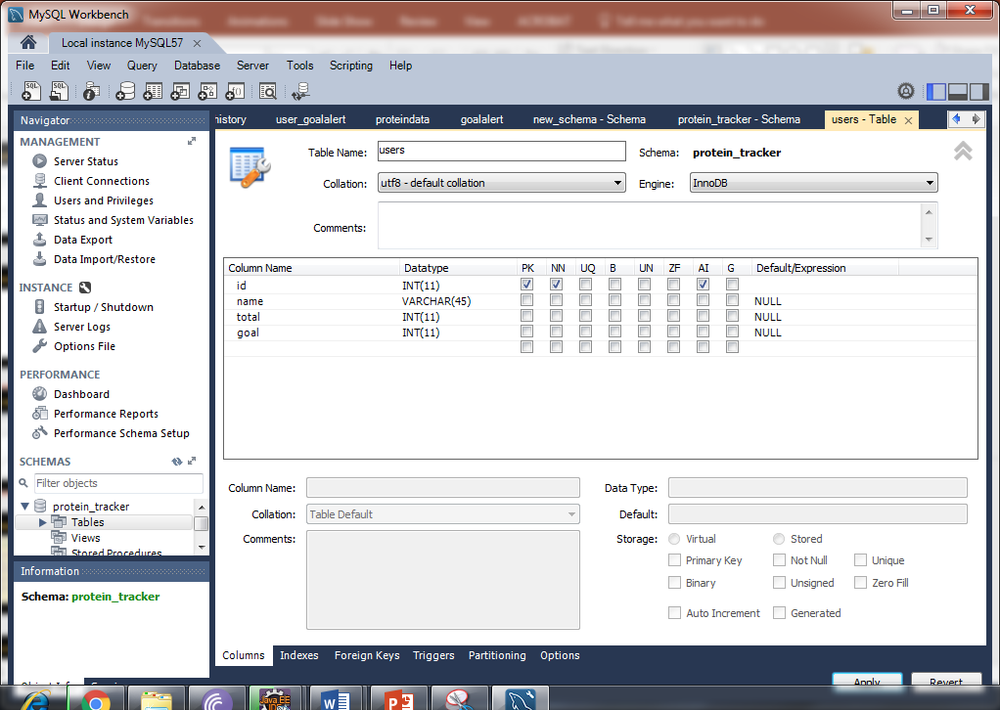 MySQL Workbench
Local instance MySQL57
File Edit View Query Database Server Tools Scripting Help
Navigator
MANAGEMENT
Server Status
Client Connections
Users and Privileges
Status and System Variables
Data Export
Data Import/Restore
INSTANCE
Startup / Shutdown
Server Logs
Options File
PERFORMANCE
Dashboard
Performance Reports
Performance Schema Setup
SCHEMAS
Filter objects
protein_tracker
Tables
Views
Stored Procedures
Information
Schema: protein_tracker
history user_goalalert proteindata goalalert new_schema - Schema protein_tracker - Schema users - Table
Table Name: users Schema: protein_tracker
Collation: utf8 - default collation Engine: InnoDB
Comments:
Column Name Datatype PK NN UQ B UN ZF AI G Default/Expression
id INT(11)
name VARCHAR(45) NULL
total INT(11) NULL
goal INT(11) NULL
Column Name: Data Type:
Collation: Table Default Default:
Comments: Storage: Virtual Stored
Primary Key Not Null Unique
Binary Unsigned Zero Fill
Auto Increment Generated
Columns Indexes Foreign Keys Triggers Partitioning Options
Apply Revert